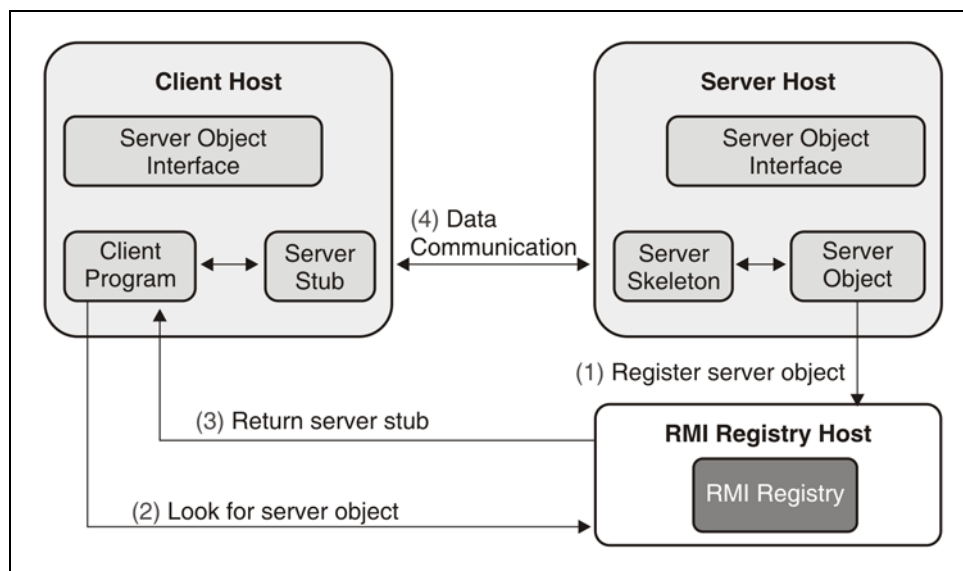 Client Host
Server Object
Interface
Client
Program
Server
Stub
(4) Data
Communication
Server Host
Server Object
Interface
Server
Skeleton
Server
Object
(1) Register server object
(3) Return server stub
RMI Registry Host
RMI Registry
(2) Look for server object